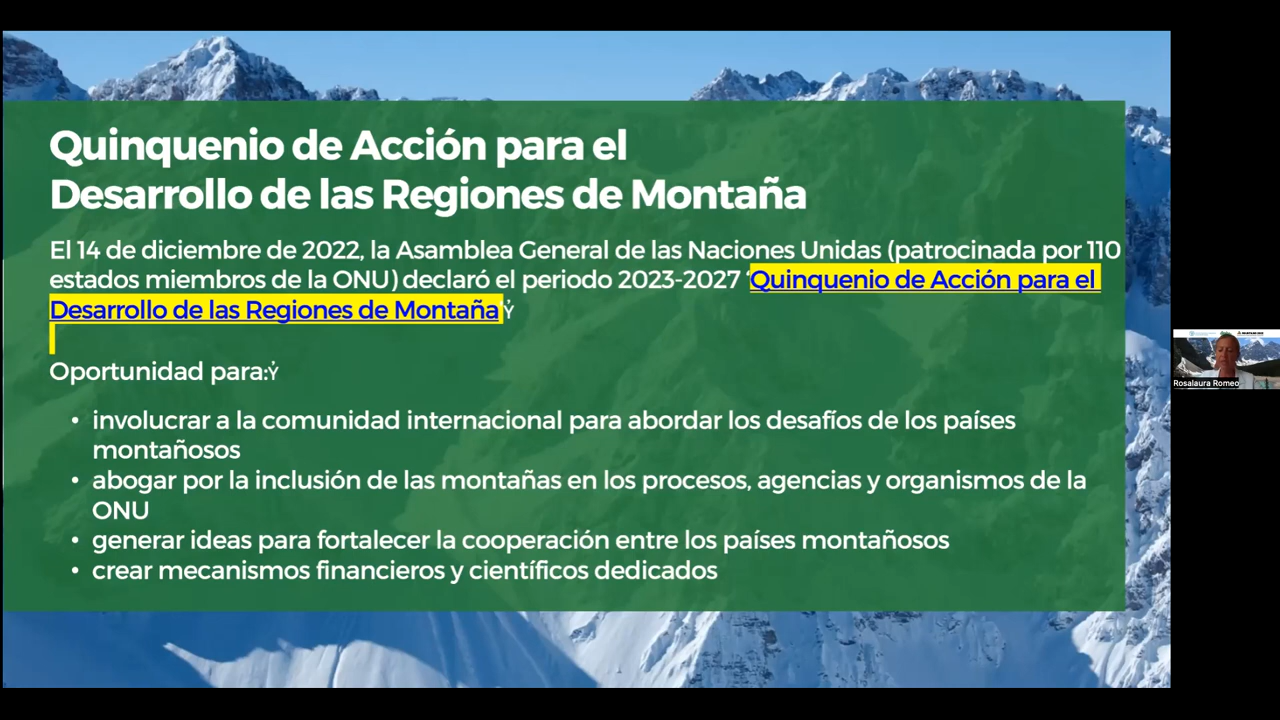 Quinquenio de Acción para el
Desarrollo de las Regiones de Montaña
El 14 de diciembre de 2022, la Asamblea General de las Naciones Unidas (patrocinada por 110
estados miembros de la ONU) declaró el periodo 2023-2027 “Quinquenio de Acción para el
Desarrollo de las Regiones de Montaña”Ỳ
Oportunidad para:Ỳ
• involucrar a la comunidad internacional para abordar los desafíos de los países
montañosos
• abogar por la inclusión de las montañas en los procesos, agencias y organismos de la
ONU
• generar ideas para fortalecer la cooperación entre los países montañosos
• crear mecanismos financieros y científicos dedicados
Rosalaura Romeo